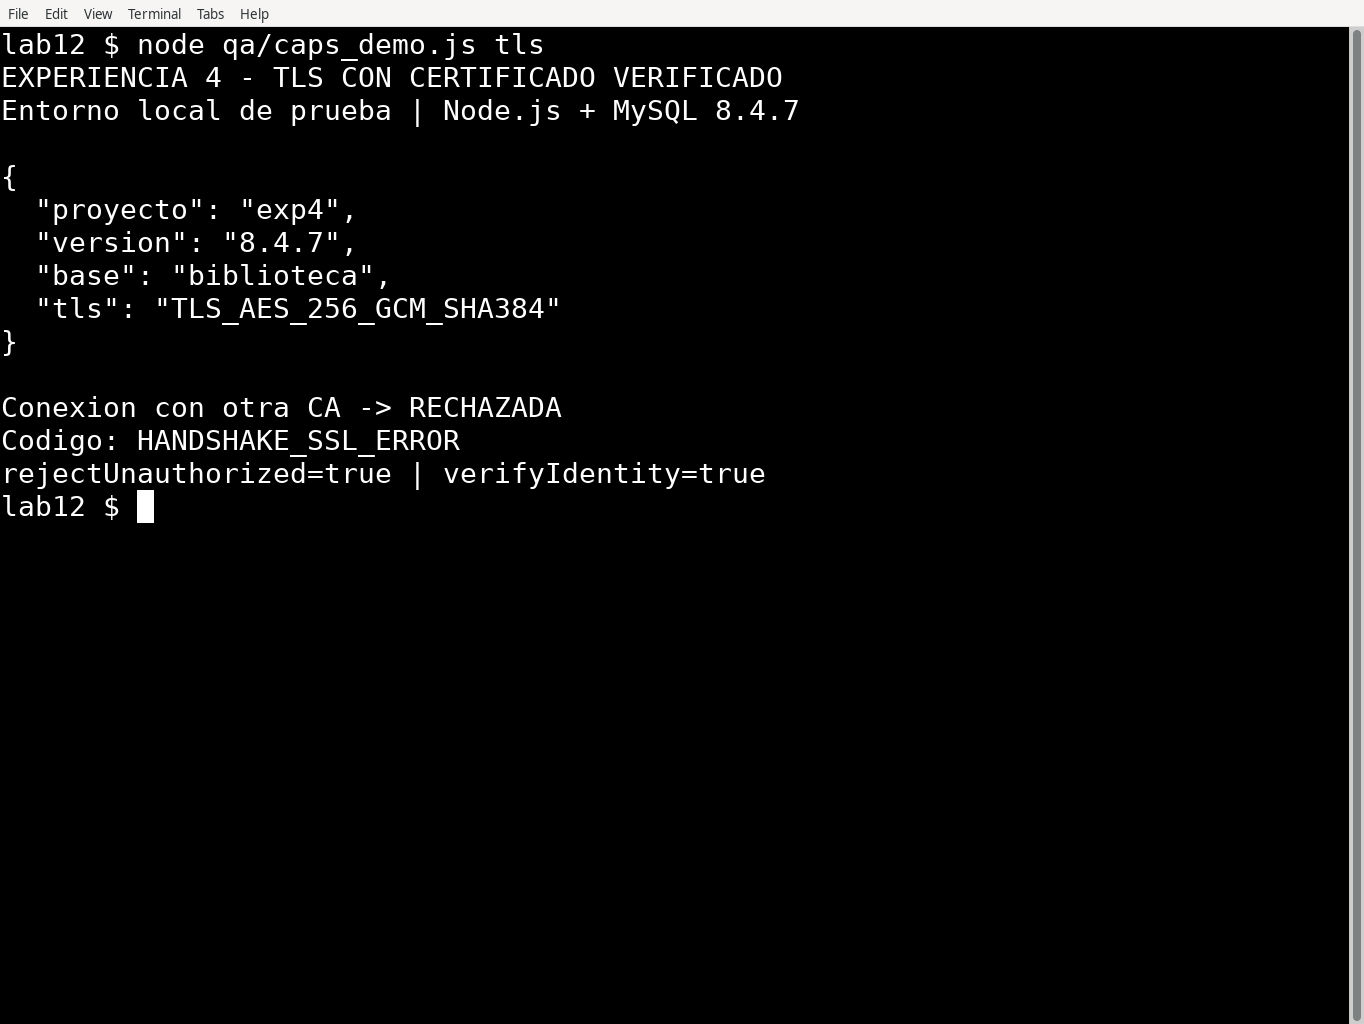 File Edit View Terminal Tabs Help
lab12 $ node qa/caps_demo.js tls
EXPERIENCIA 4 - TLS CON CERTIFICADO VERIFICADO
Entorno local de prueba | Node.js + MySQL 8.4.7
{
  "proyecto": "exp4",
  "version": "8.4.7",
  "base": "biblioteca",
  "tls": "TLS_AES_256_GCM_SHA384"
}
Conexion con otra CA -> RECHAZADA
Codigo: HANDSHAKE_SSL_ERROR
rejectUnauthorized=true | verifyIdentity=true
lab12 $